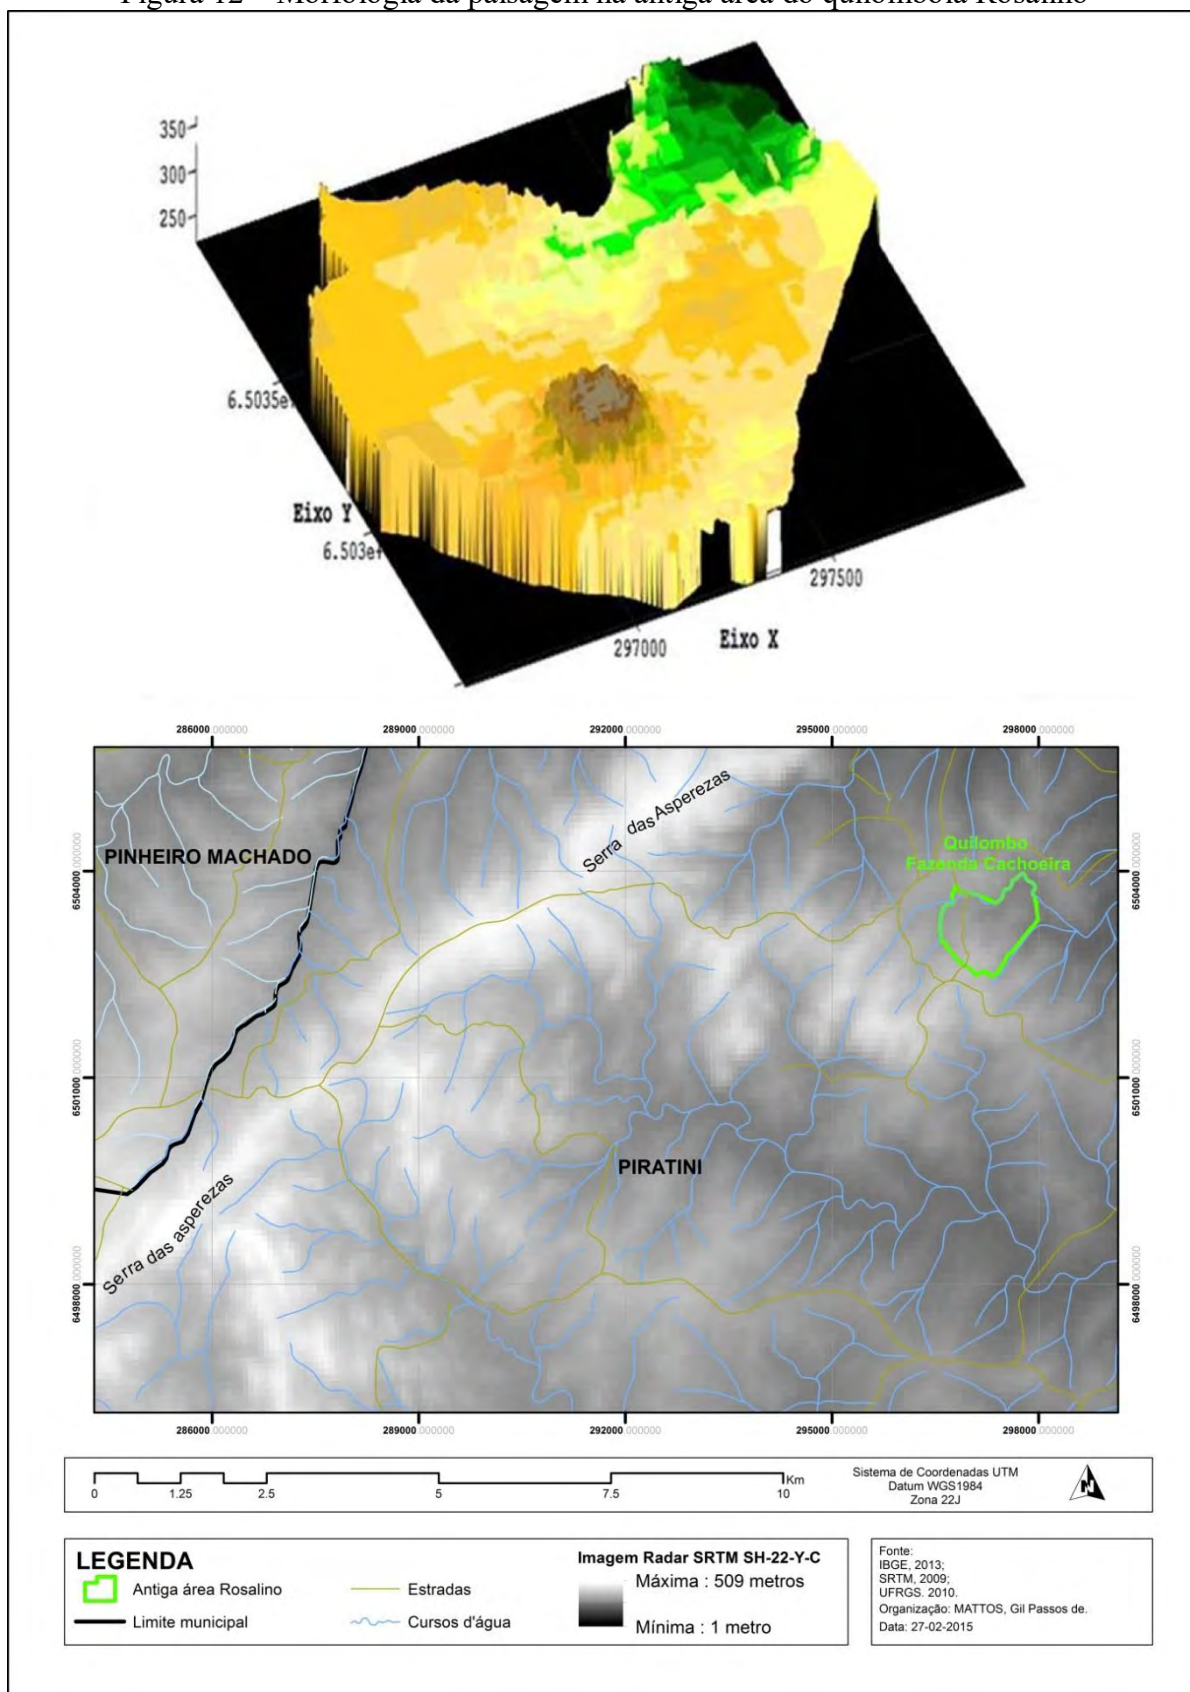 Figura 12 – Morfologia da paisagem na antiga área do quilombola Rosalino
350
300
250
6.5035e
Eixo Y
6.503e+
297000
Eixo X
297500
286000.000000
289000.000000
292000.000000
295000.000000
298000.000000
Serra das Asperezas
PINHEIRO MACHADO
Quilombo
Fazenda Cachoeira
6504000.000000
6504000.000000
6501000.000000
6501000.000000
PIRATINI
Serra das asperezas
6498000.000000
6498000.000000
286000.000000
289000.000000
292000.000000
295000.000000
298000.000000
Km
0
1.25
2.5
5
7.5
10
Sistema de Coordenadas UTM
Datum WGS1984
Zona 22J
N
LEGENDA
Antiga área Rosalino
Limite municipal
Estradas
Cursos d'água
Imagem Radar SRTM SH-22-Y-C
Máxima : 509 metros
Mínima : 1 metro
Fonte:
IBGE, 2013;
SRTM, 2009;
UFRGS. 2010.
Organização: MATTOS, Gil Passos de.
Data: 27-02-2015